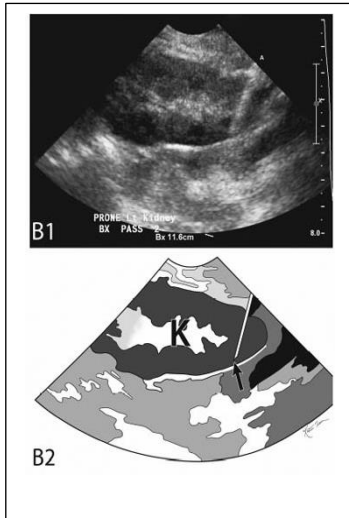 A
PRONE Lt Kidney
BX PASS 2
Bx 11.6cm
8.0-
B1
K
B2